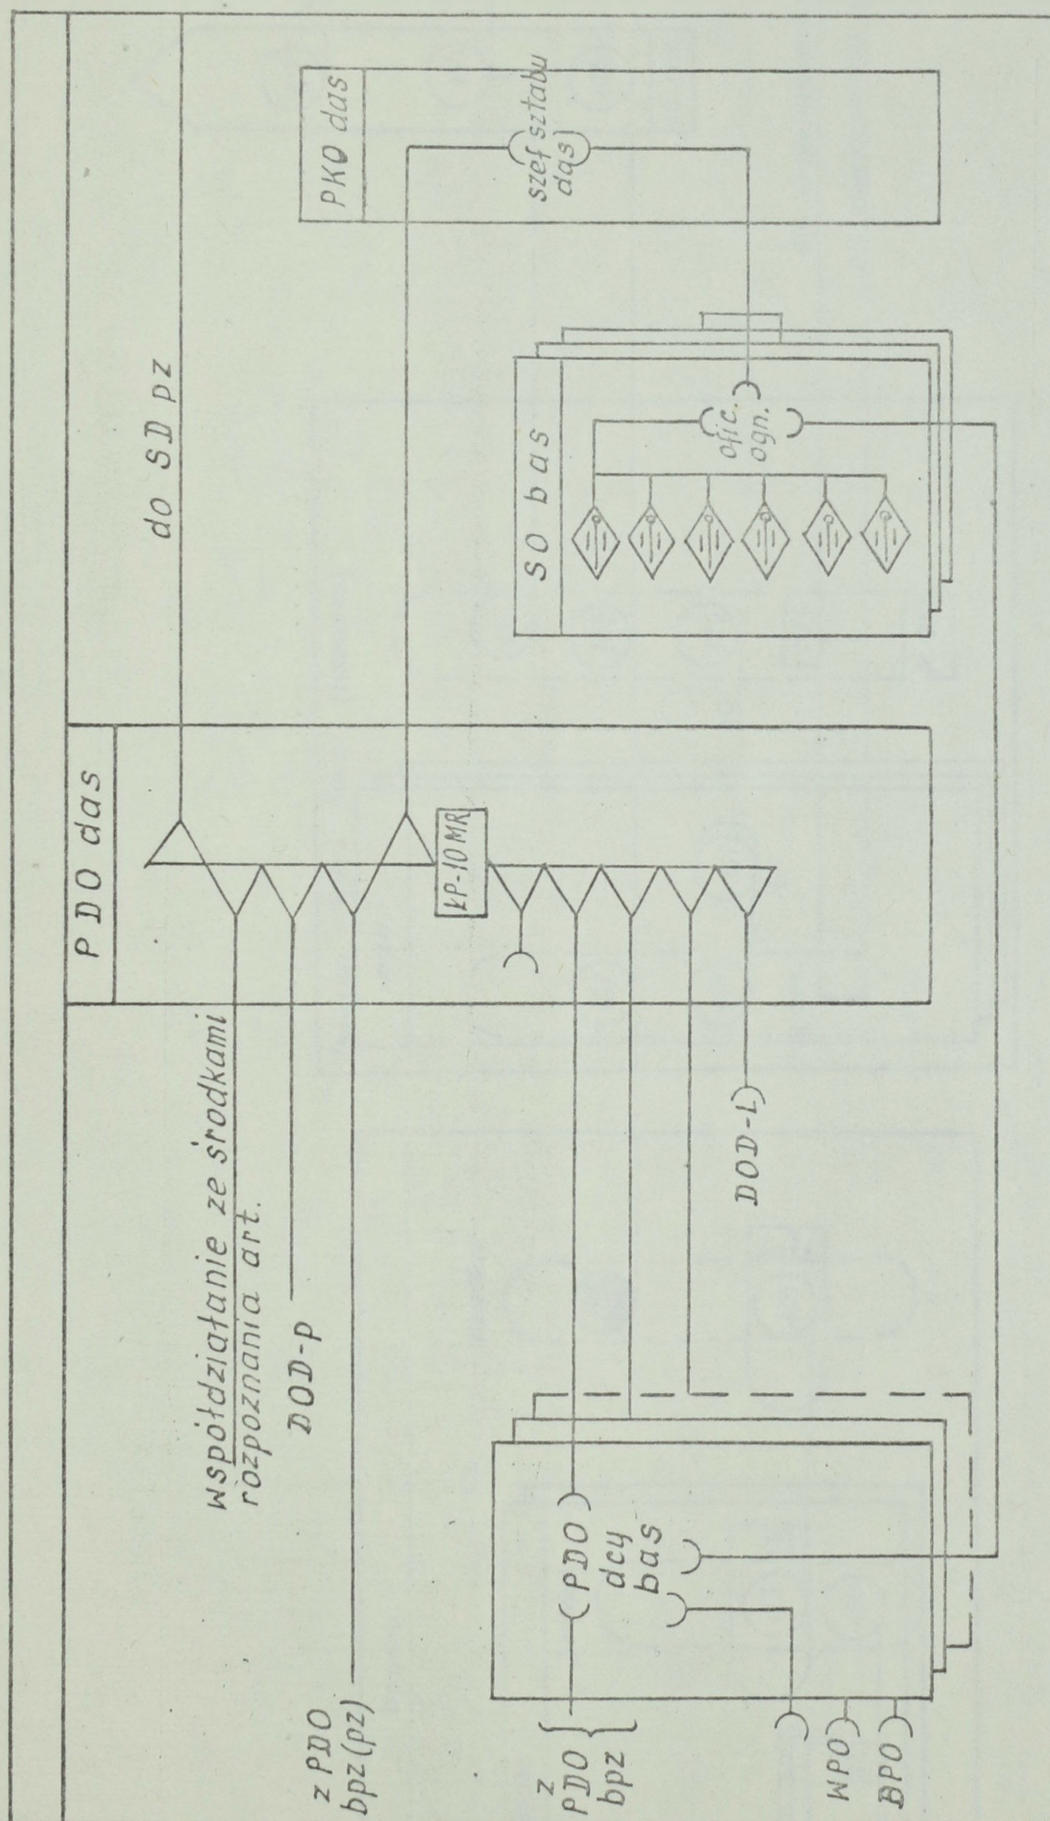 do SD pz
PDO das
PKO das
szef sztabu
das
SO bas
ofic.
ogn.
współdziałanie ze środkami
rozpoznania art.
DOD-p
z PDO
bpz (pz)
ŁP-10MR
DOD-L
PDO
dcy
bas
z
PDO
bpz
WPO
BPO